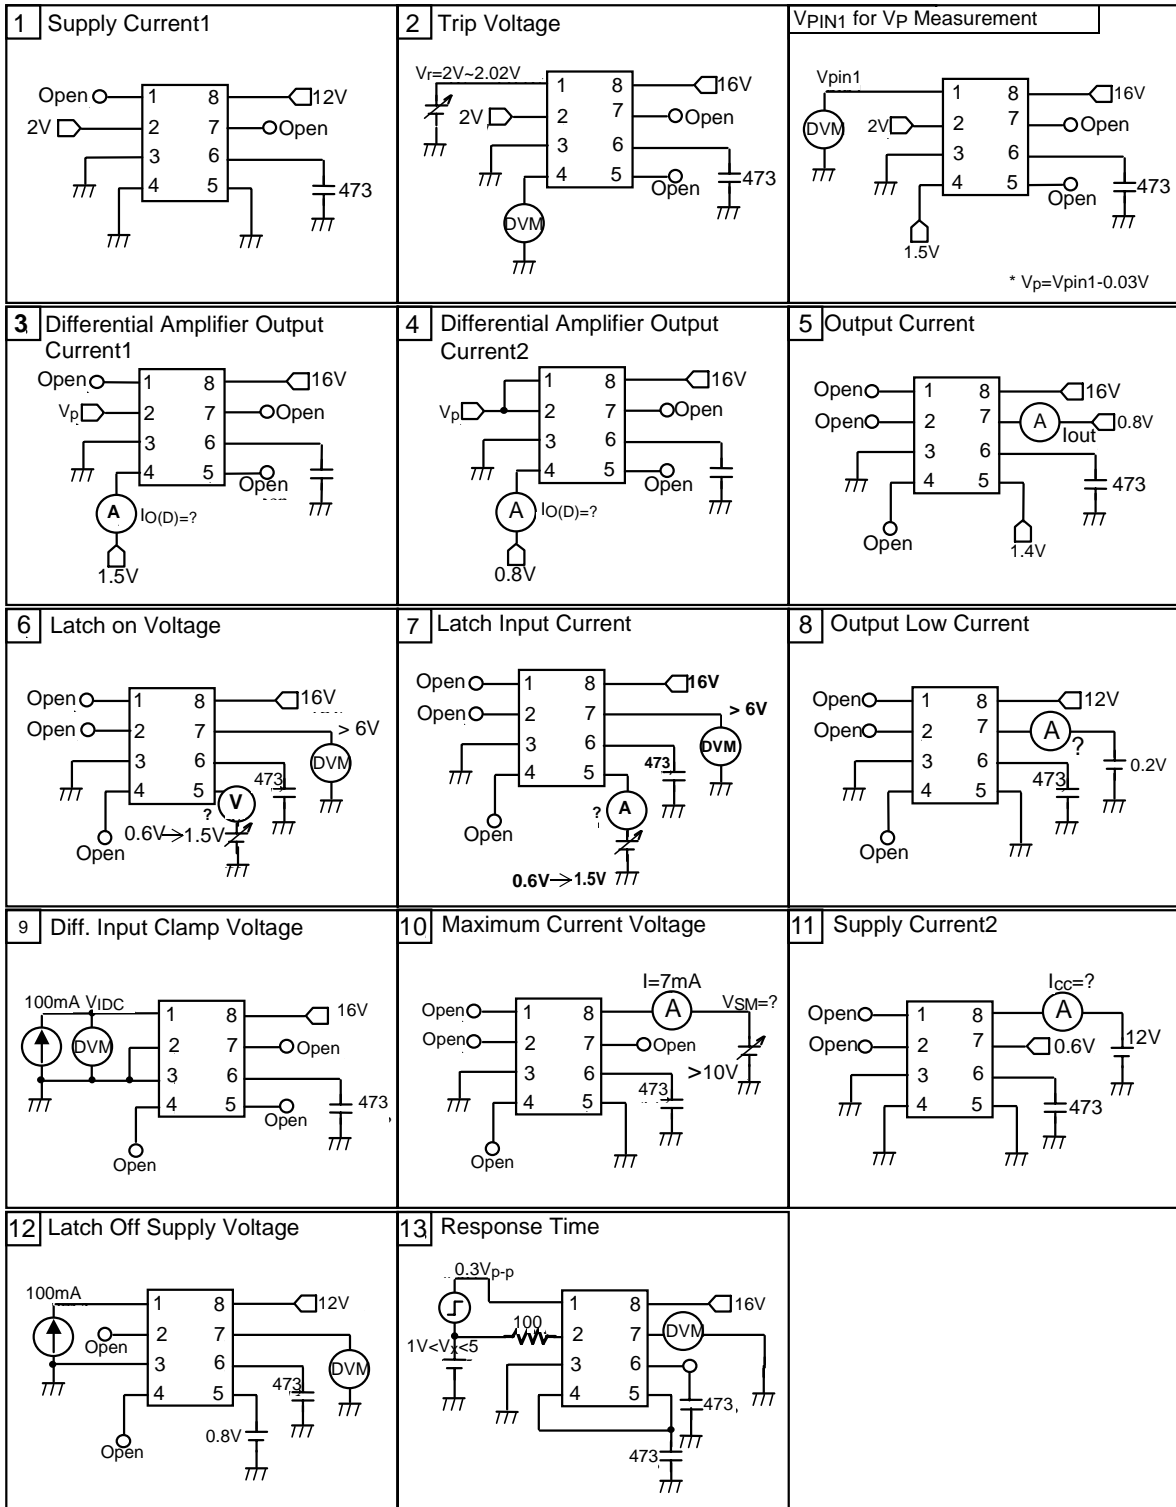 1 Supply Current1
Open 1 8 12V
2V 2 7 Open
3 6
4 5 473
2 Trip Voltage
Vr=2V~2.02V 1 8 16V
2V 2 7 Open
3 6
4 5 Open 473
DVM
VPIN1 for VP Measurement
Vpin1 1 8 16V
DVM 2V 2 7 Open
3 6
4 5 Open 473
1.5V
* Vp=Vpin1-0.03V
3 Differential Amplifier Output
Current1
Open 1 8 16V
Vp 2 7 Open
3 6
4 5 Open
A IO(D)=?
1.5V
4 Differential Amplifier Output
Current2
1 8 16V
Vp 2 7 Open
3 6
4 5 Open
A IO(D)=?
0.8V
5 Output Current
Open 1 8 16V
Open 2 7 A Iout 0.8V
3 6
4 5 473
Open 1.4V
6 Latch on Voltage
Open 1 8 16V
Open 2 7 > 6V
3 6 DVM
4 5 V 473
?
0.6V→1.5V
Open
7 Latch Input Current
Open 1 8 16V
Open 2 7 > 6V
3 6 473 DVM
4 5
? A
Open
0.6V→1.5V
8 Output Low Current
Open 1 8 12V
Open 2 7 A ?
3 6 0.2V
4 5 473
Open
9 Diff. Input Clamp Voltage
100mA VIDC 1 8 16V
DVM 2 7 Open
3 6
4 5 Open 473
Open
10 Maximum Current Voltage
I=7mA
Open 1 8 A VSM=?
Open 2 7 Open
3 6 >10V
4 5 473
Open
11 Supply Current2
Icc=?
Open 1 8 A
Open 2 7 0.6V 12V
3 6
4 5 473
12 Latch Off Supply Voltage
100mA 1 8 12V
Open 2 7
3 6 DVM
4 5 473
Open 0.8V
13 Response Time
0.3Vp-p
1 8 16V
100 2 7 DVM
1V<Vx<5
3 6
4 5 473
473